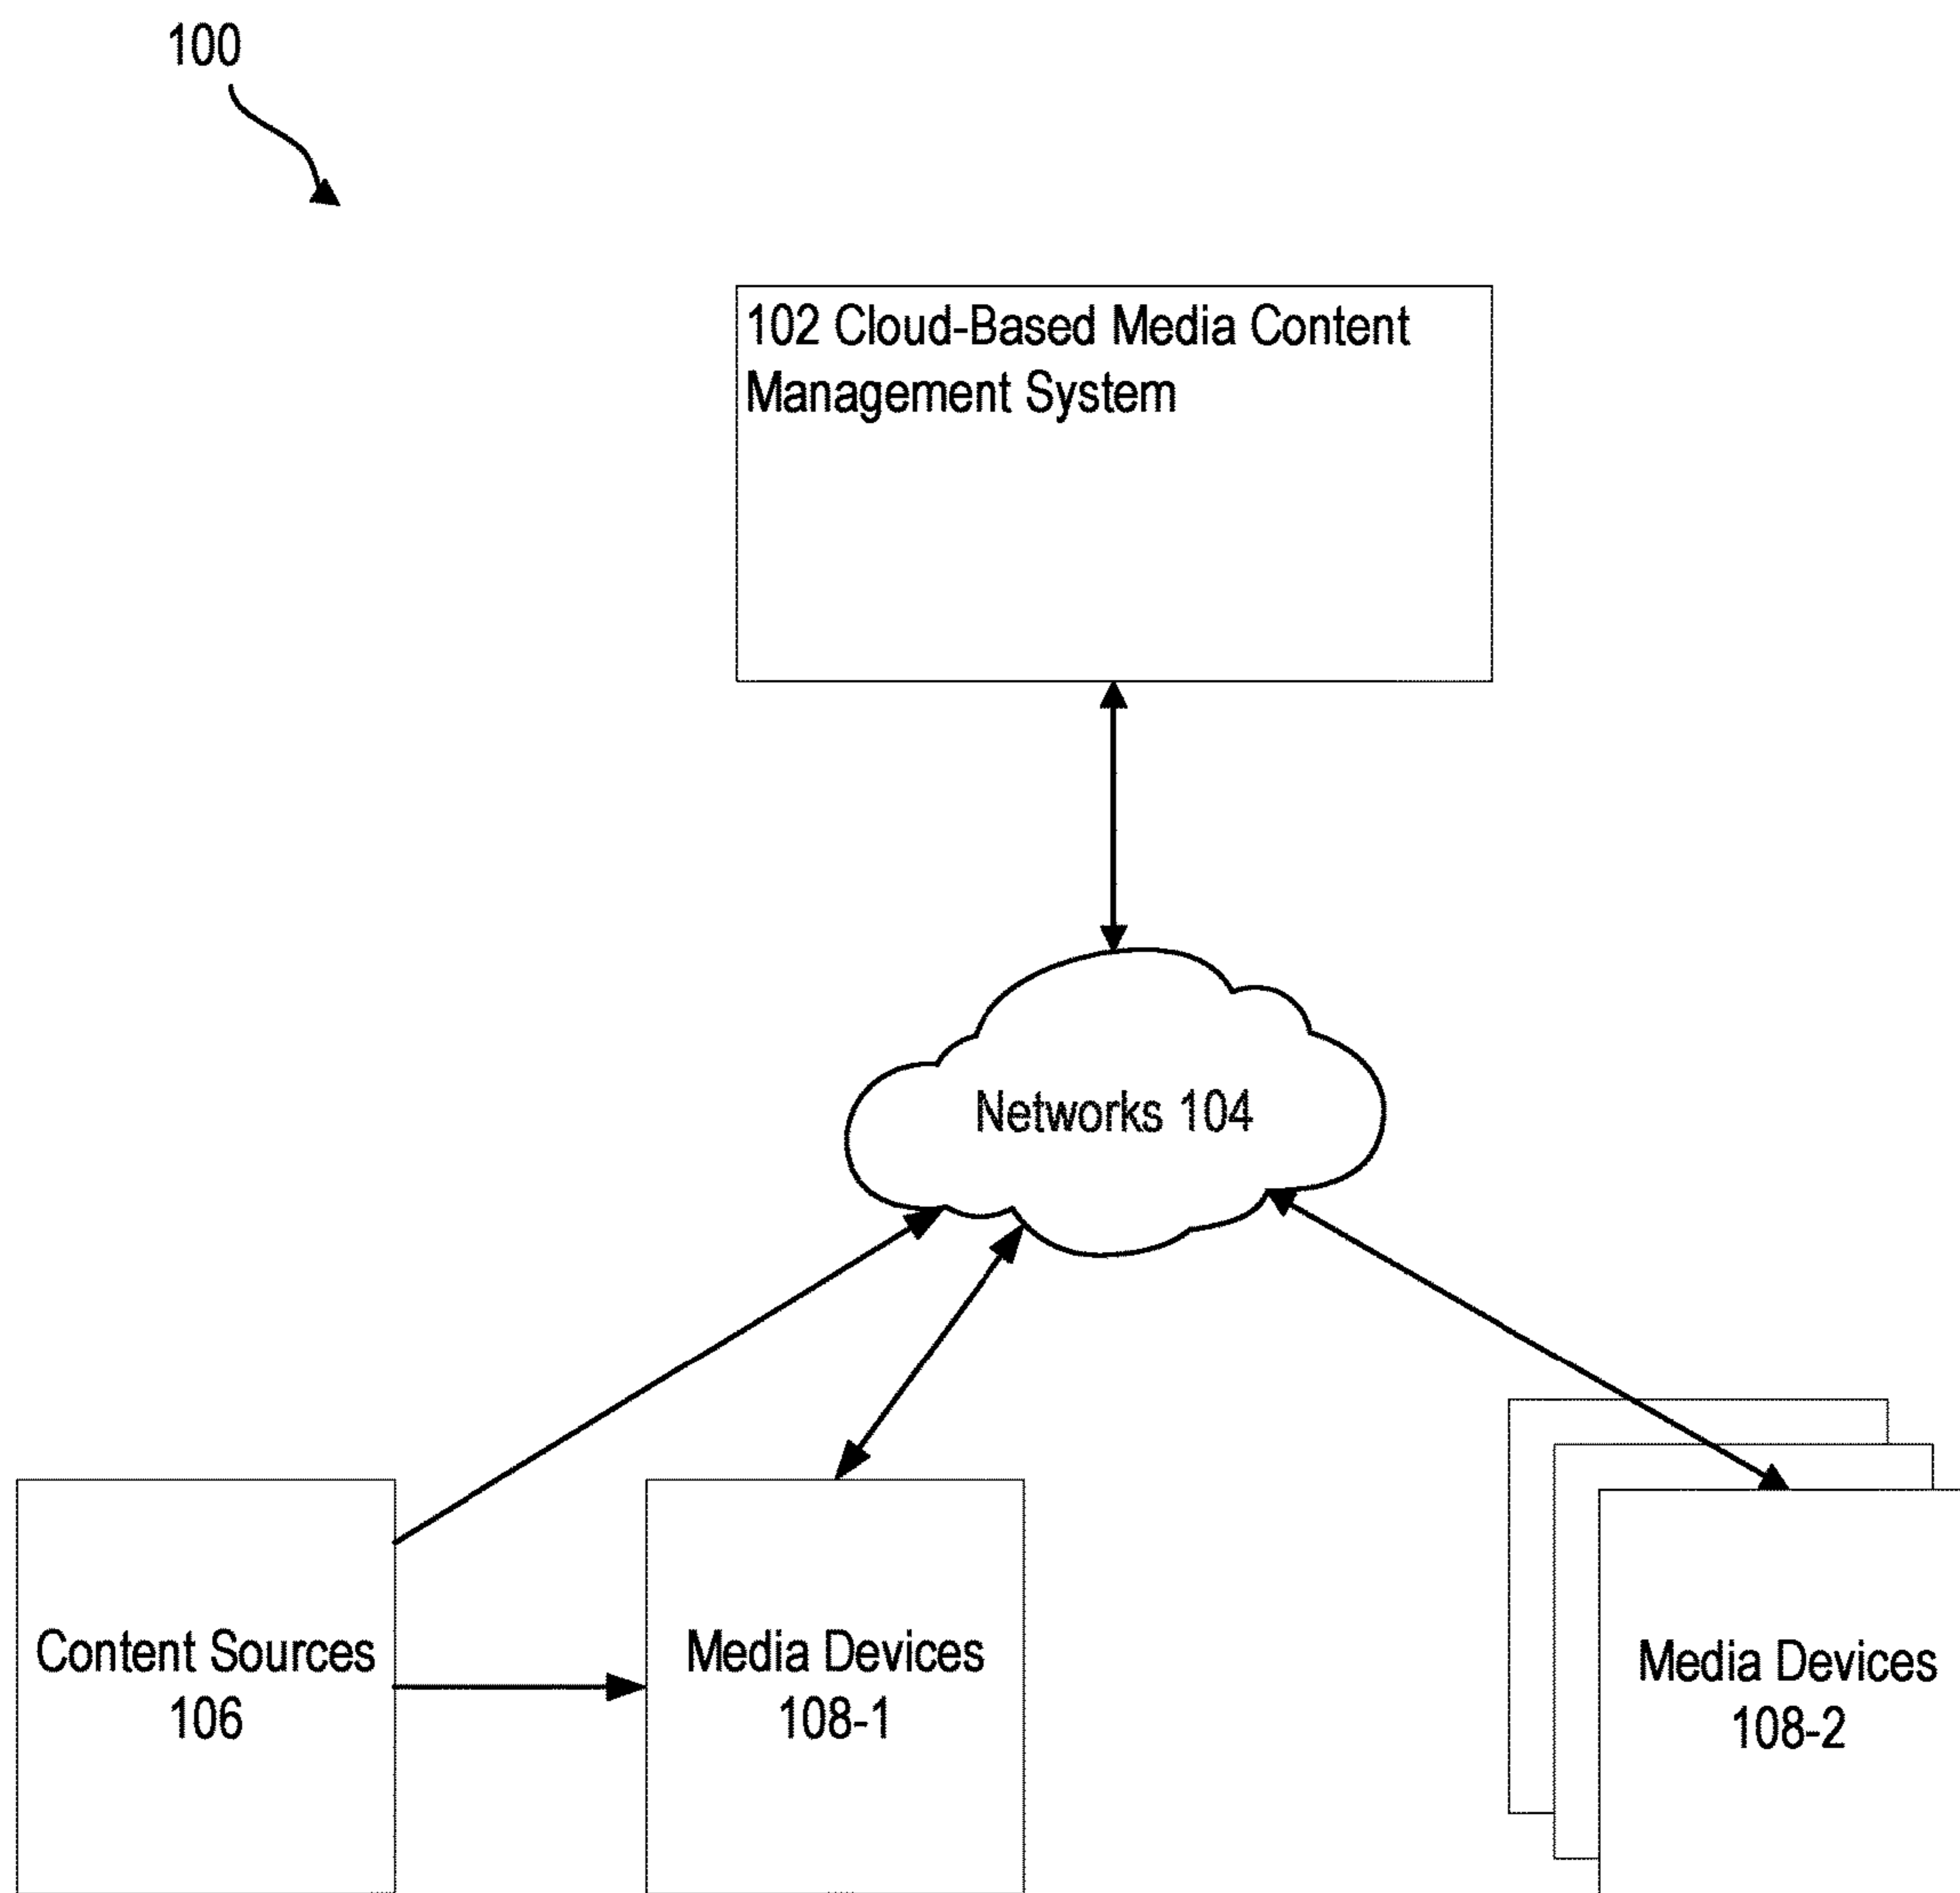 100
102 Cloud-Based Media Content
Management System
Networks 104
Content Sources
106
Media Devices
108-1
Media Devices
108-2